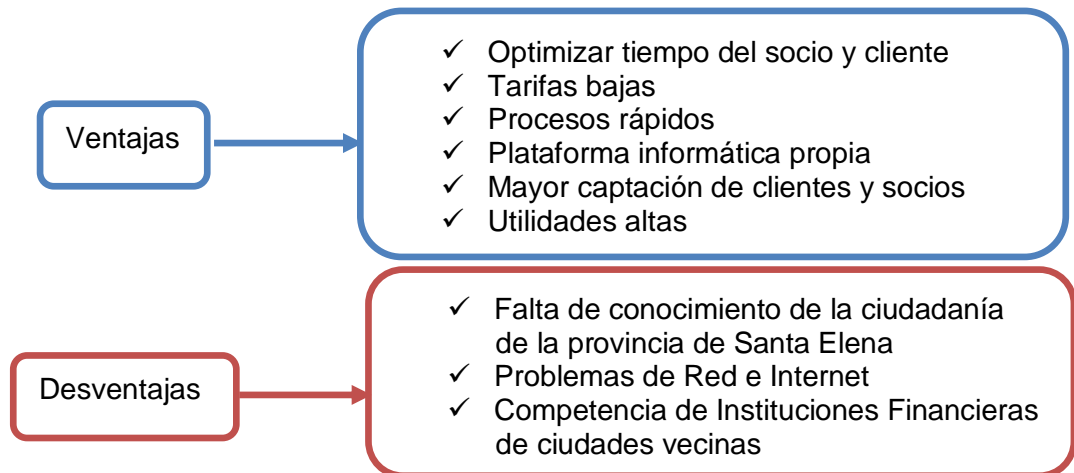 Ventajas
✓ Optimizar tiempo del socio y cliente
✓ Tarifas bajas
✓ Procesos rápidos
✓ Plataforma informática propia
✓ Mayor captación de clientes y socios
✓ Utilidades altas
Desventajas
✓ Falta de conocimiento de la ciudadanía
de la provincia de Santa Elena
✓ Problemas de Red e Internet
✓ Competencia de Instituciones Financieras
de ciudades vecinas